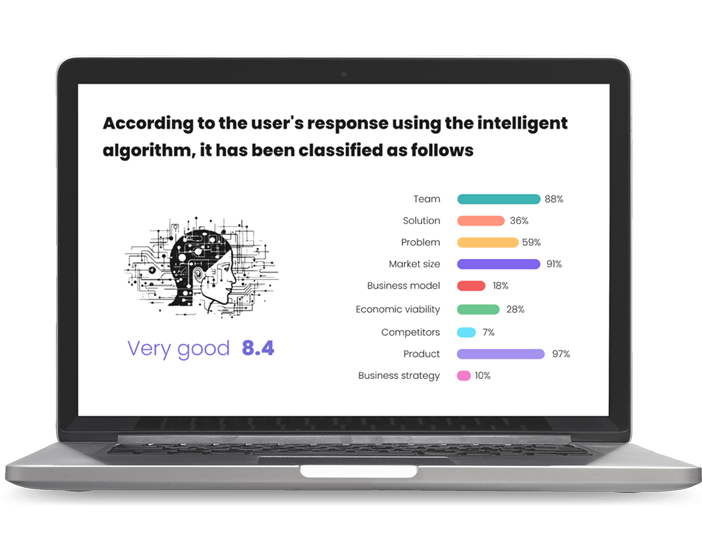 According to the user's response using the intelligent
algorithm, it has been classified as follows
Team 88%
Solution 36%
Problem 59%
Market size 91%
Business model 18%
Economic viability 28%
Competitors 7%
Product 97%
Business strategy 10%
Very good 8.4